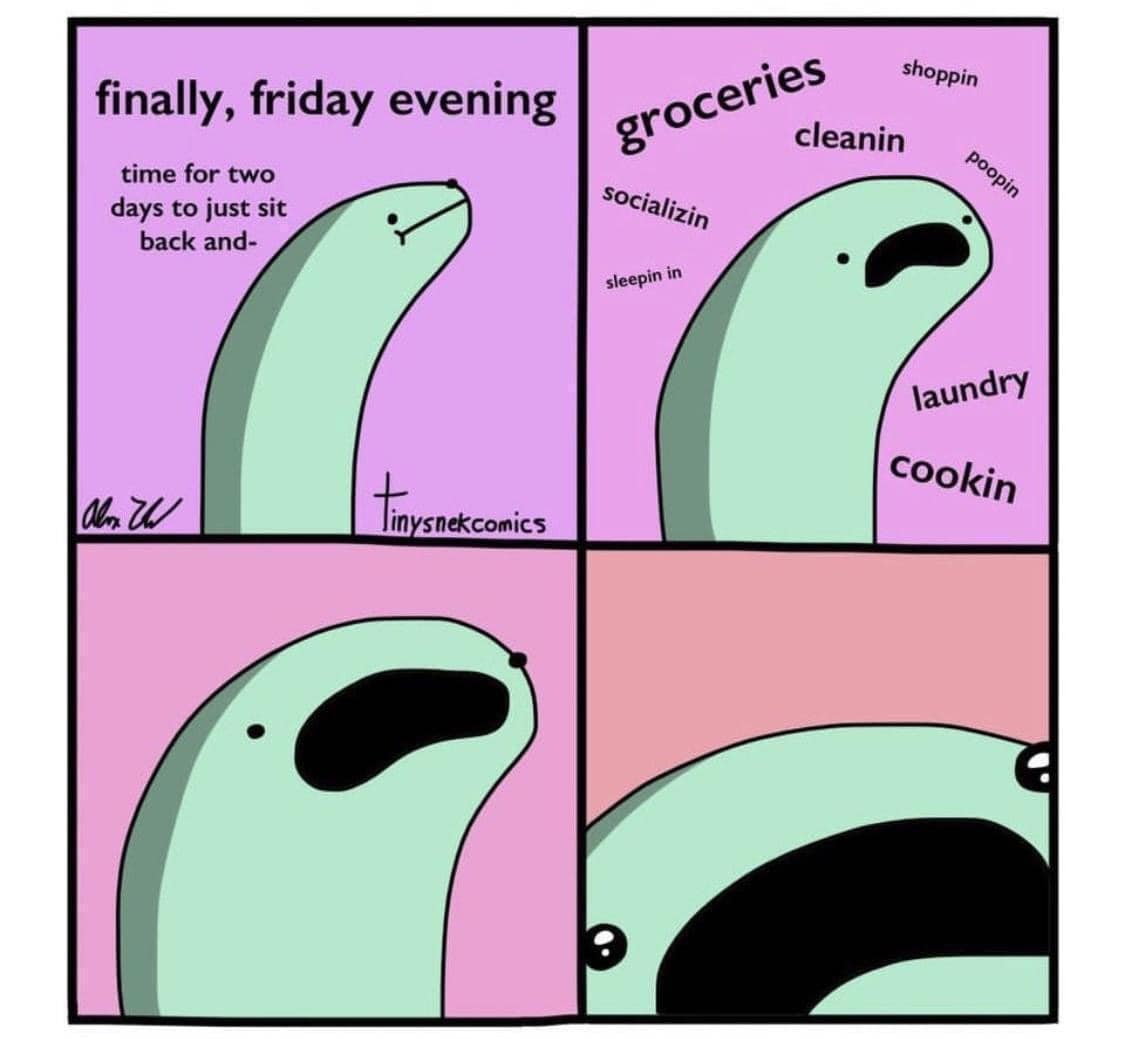 finally, friday evening
time for two
days to just sit
back and-
tinysnekcomics
groceries
shoppin
cleanin
poopin
socializin
sleepin in
laundry
cookin